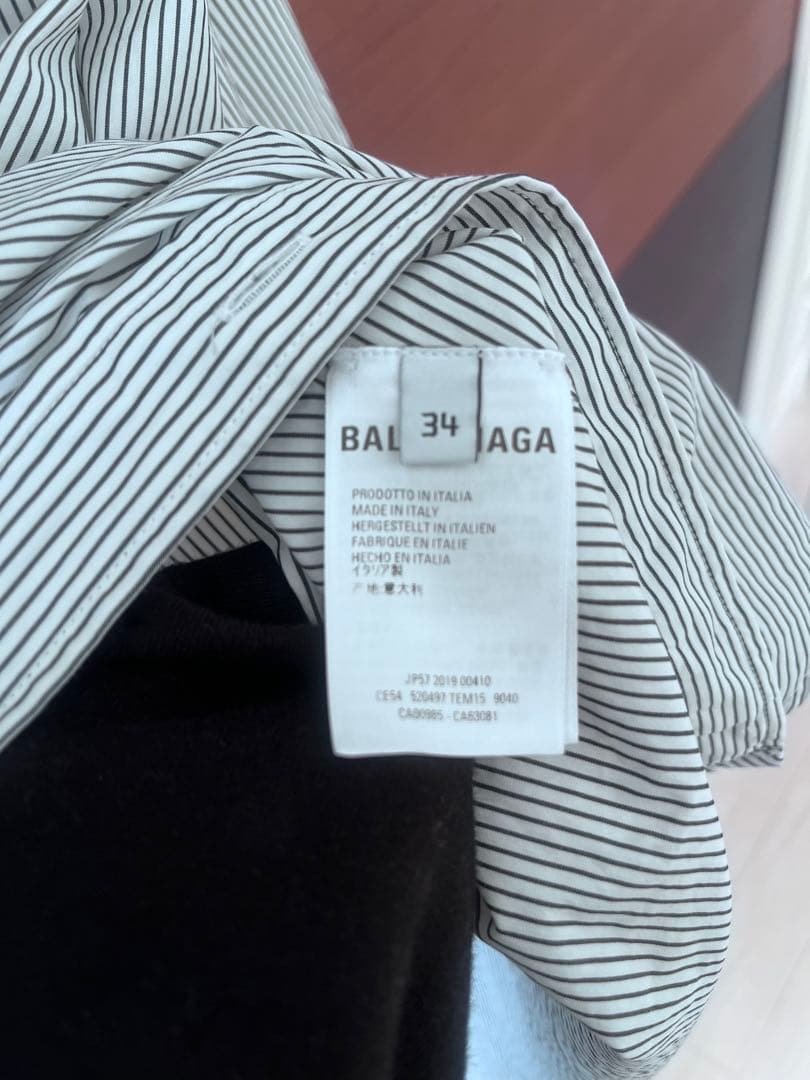 34
BAL IAGA
PRODOTTO IN ITALIA
MADE IN ITALY
HERGESTELLT IN ITALIEN
FABRIQUE EN ITALIE
HECHO EN ITALIA
イタリア製
产地:意大利
JP57 2019 00410
CE54 520497 TEM15 9040
CA00985 - CA63081